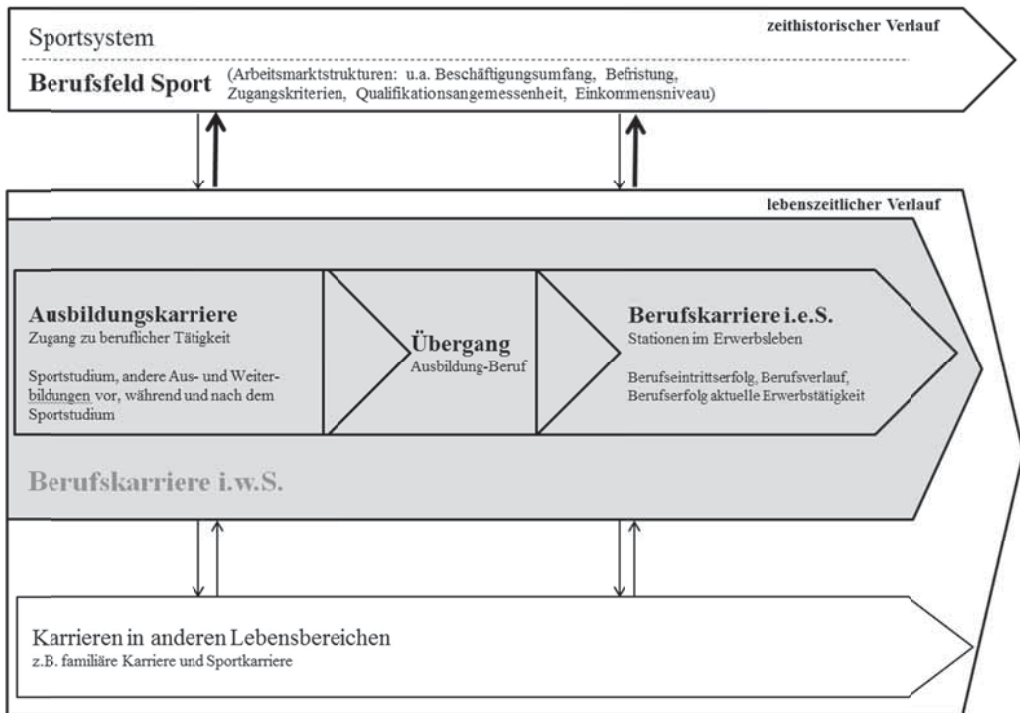 zeithistorischer Verlauf
Sportsystem
Berufsfeld Sport (Arbeitsmarktstrukturen: u.a. Beschäftigungsumfang, Befristung,
Zugangskriterien, Qualifikationsangemessenheit, Einkommensniveau)
lebenszeitlicher Verlauf
Ausbildungskarriere
Zugang zu beruflicher Tätigkeit
Sportstudium, andere Aus- und Weiter-
bildungen vor, während und nach dem
Sportstudium
Übergang
Ausbildung-Beruf
Berufskarriere i.e.S.
Stationen im Erwerbsleben
Berufseintrittserfolg, Berufsverlauf,
Berufserfolg aktuelle Erwerbstätigkeit
Berufskarriere i.w.S.
Karrieren in anderen Lebensbereichen
z.B. familiäre Karriere und Sportkarriere